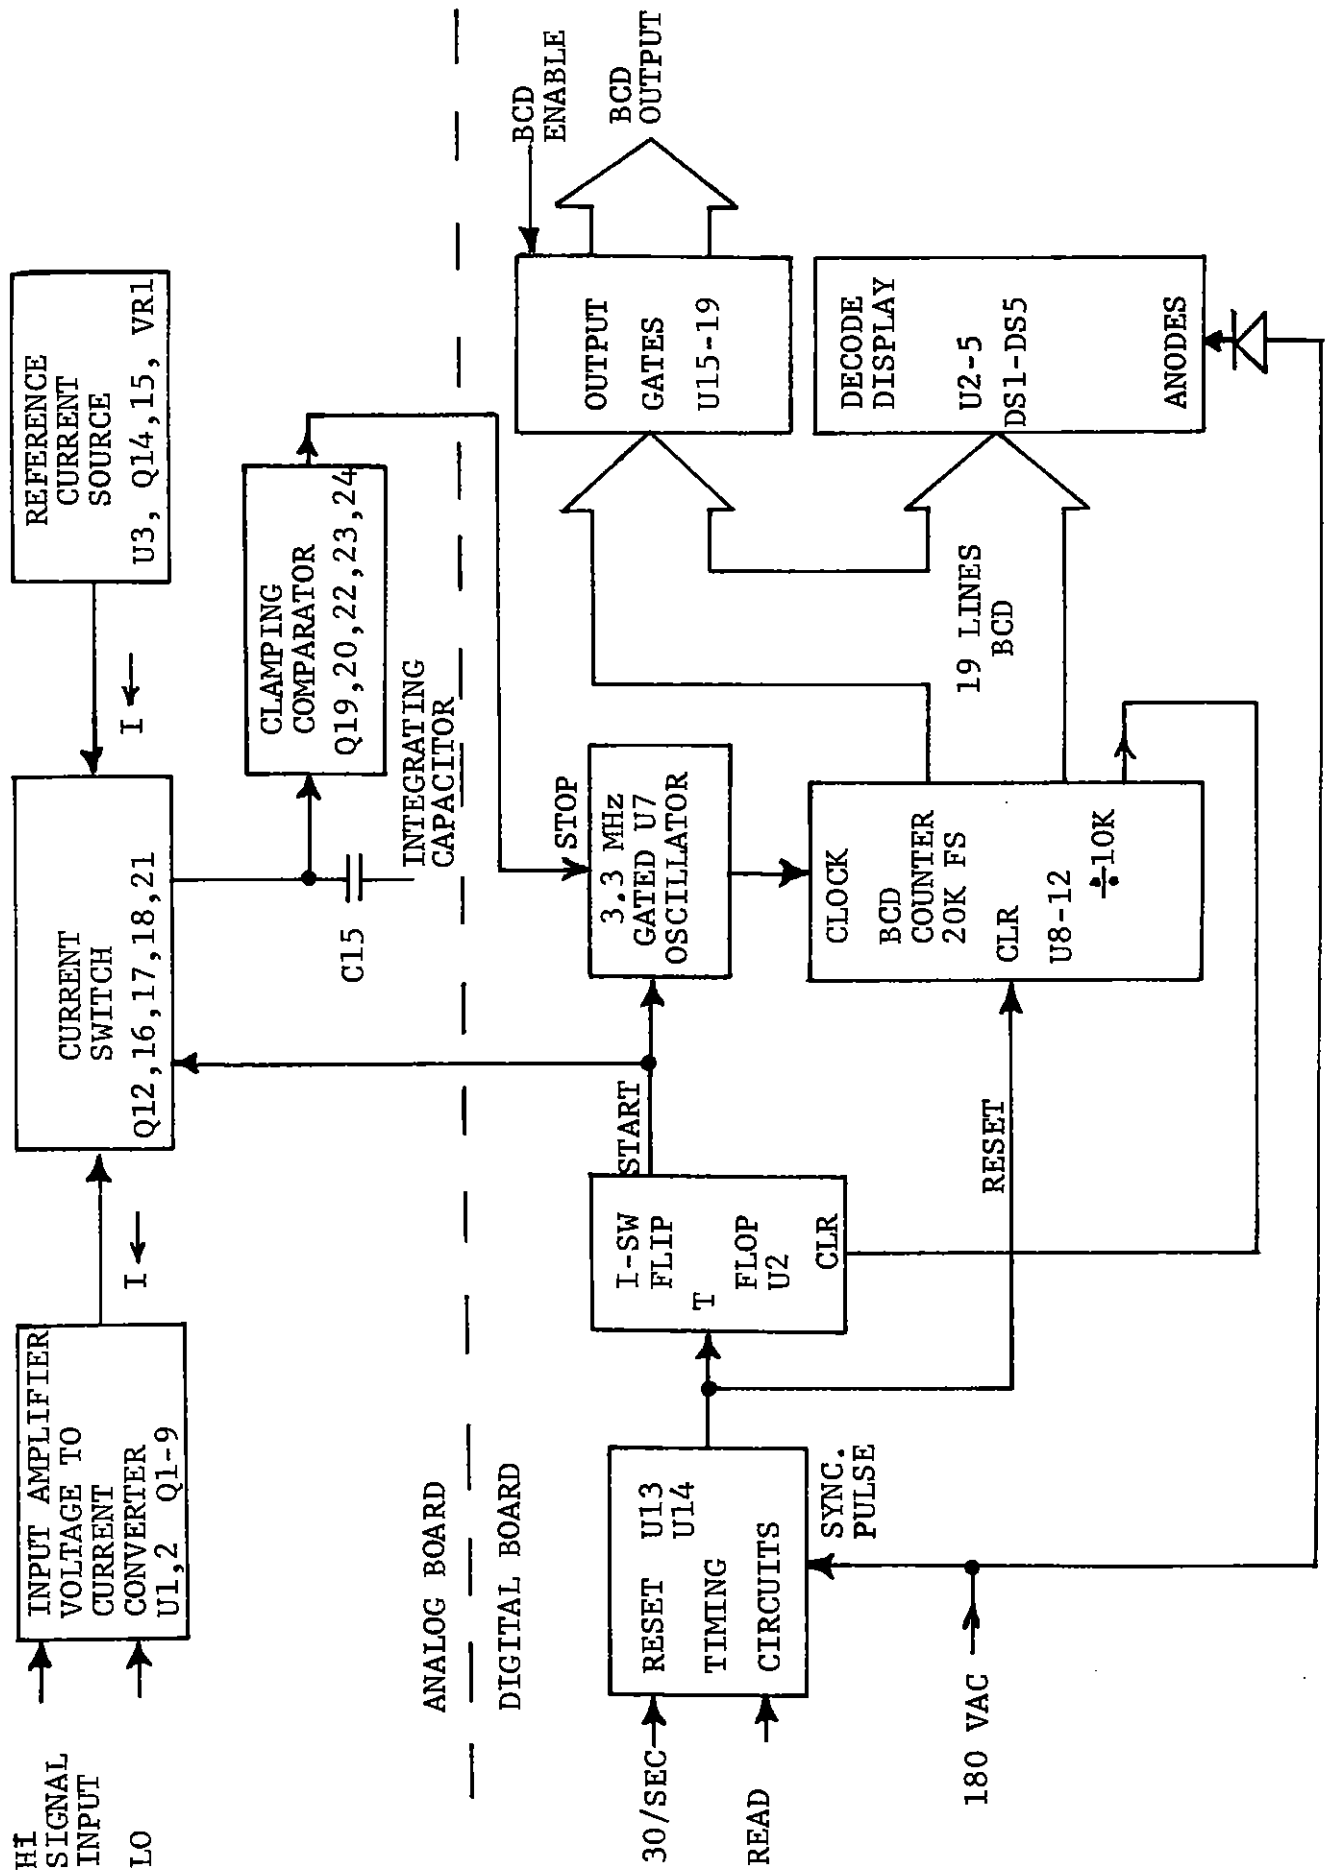 HI
SIGNAL
INPUT
LO
INPUT AMPLIFIER
VOLTAGE TO
CURRENT
CONVERTER
U1,2 Q1-9
I
CURRENT
SWITCH
Q12,16,17,18,21
I
REFERENCE
CURRENT
SOURCE
U3, Q14,15, VR1
C15
INTEGRATING
CAPACITOR
CLAMPING
COMPARATOR
Q19,20,22,23,24
ANALOG BOARD
DIGITAL BOARD
30/SEC
READ
RESET U13
U14
TIMING
CIRCUITS
SYNC.
PULSE
180 VAC
I-SW
FLIP
T
FLOP
U2
CLR
START
RESET
STOP
3.3 MHz
GATED U7
OSCILLATOR
CLOCK
BCD
COUNTER
20K FS
CLR
U8-12
÷10K
19 LINES
BCD
OUTPUT
GATES
U15-19
BCD
ENABLE
BCD
OUTPUT
DECODE
DISPLAY
U2-5
DS1-DS5
ANODES